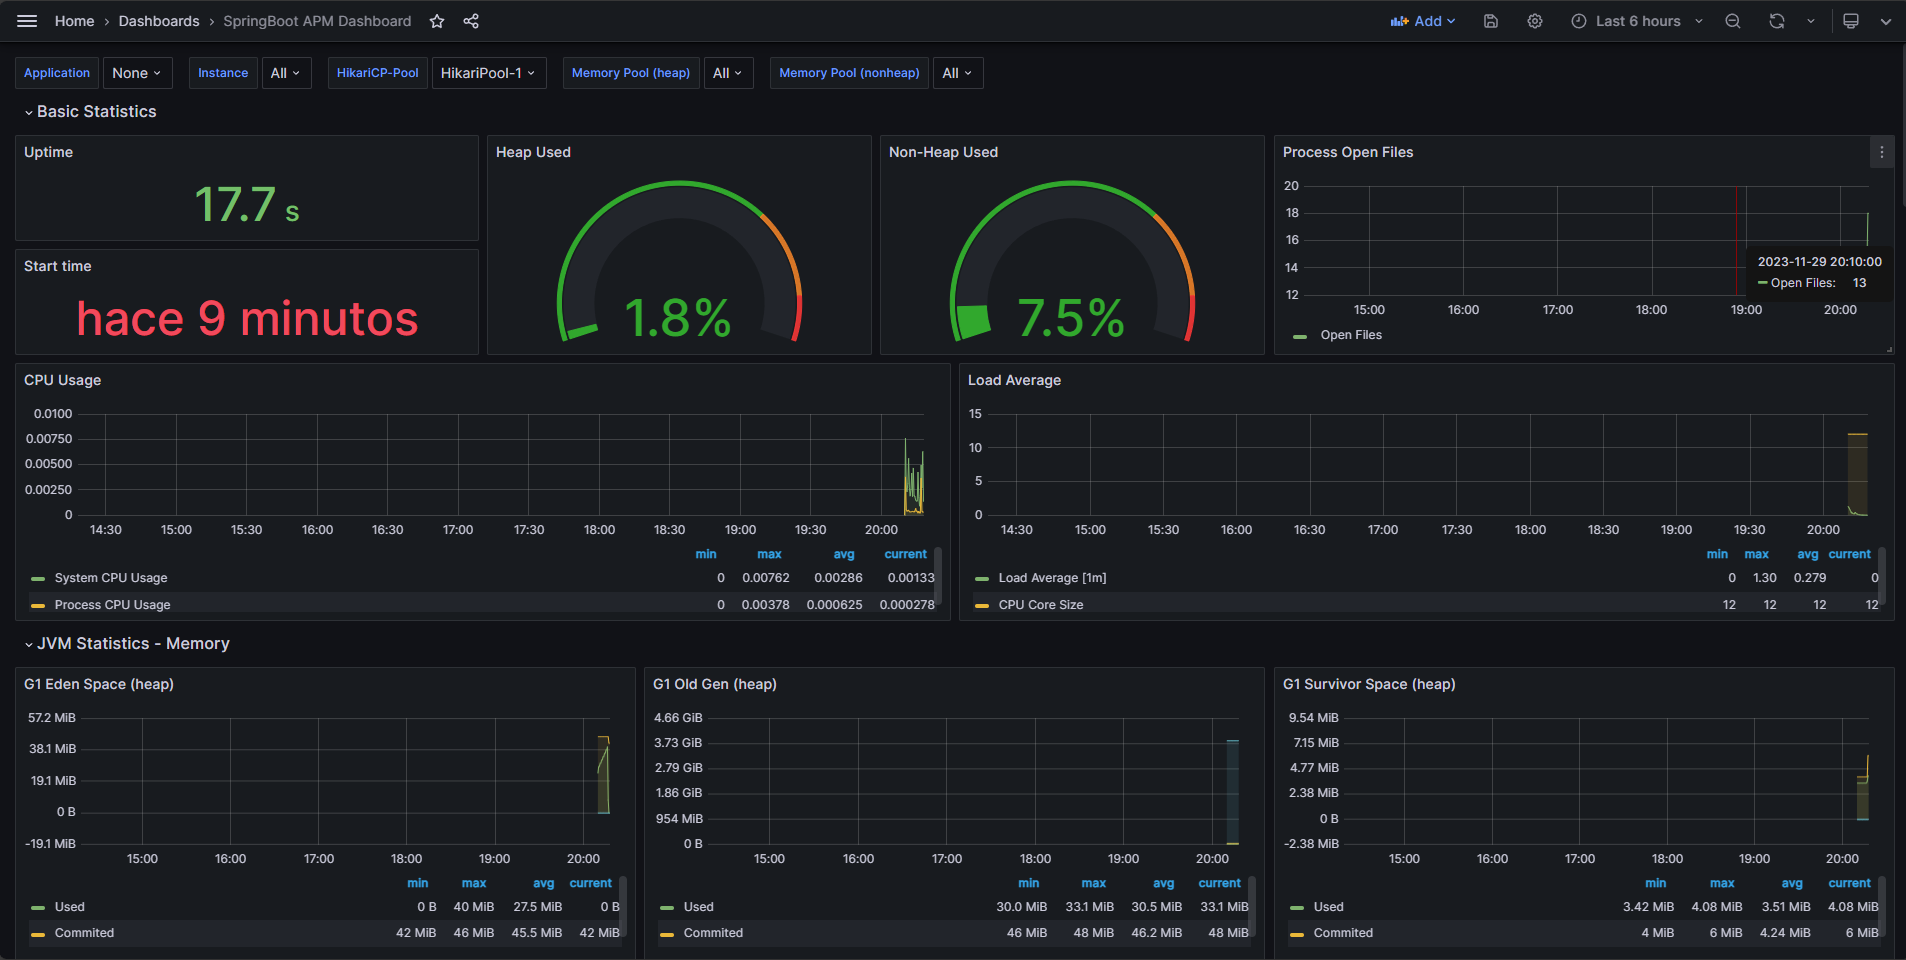 Home › Dashboards › SpringBoot APM Dashboard
Add
Last 6 hours
Application None Instance All HikariCP-Pool HikariPool-1 Memory Pool (heap) All Memory Pool (nonheap) All
Basic Statistics
Uptime
17.7 s
Start time
hace 9 minutos
Heap Used
1.8%
Non-Heap Used
7.5%
Process Open Files
20
18
16
14
12
15:00 16:00 17:00 18:00 19:00 20:00
2023-11-29 20:10:00
Open Files: 13
Open Files
CPU Usage
0.0100
0.00750
0.00500
0.00250
0
14:30 15:00 15:30 16:00 16:30 17:00 17:30 18:00 18:30 19:00 19:30 20:00
min max avg current
System CPU Usage 0 0.00762 0.00286 0.00133
Process CPU Usage 0 0.00378 0.000625 0.000278
Load Average
15
10
5
0
14:30 15:00 15:30 16:00 16:30 17:00 17:30 18:00 18:30 19:00 19:30 20:00
min max avg current
Load Average [1m] 0 1.30 0.279 0
CPU Core Size 12 12 12 12
JVM Statistics - Memory
G1 Eden Space (heap)
57.2 MiB
38.1 MiB
19.1 MiB
0 B
-19.1 MiB
15:00 16:00 17:00 18:00 19:00 20:00
min max avg current
Used 0 B 40 MiB 27.5 MiB 0 B
Commited 42 MiB 46 MiB 45.5 MiB 42 MiB
G1 Old Gen (heap)
4.66 GiB
3.73 GiB
2.79 GiB
1.86 GiB
954 MiB
0 B
15:00 16:00 17:00 18:00 19:00 20:00
min max avg current
Used 30.0 MiB 33.1 MiB 30.5 MiB 33.1 MiB
Commited 46 MiB 48 MiB 46.2 MiB 48 MiB
G1 Survivor Space (heap)
9.54 MiB
7.15 MiB
4.77 MiB
2.38 MiB
0 B
-2.38 MiB
15:00 16:00 17:00 18:00 19:00 20:00
min max avg current
Used 3.42 MiB 4.08 MiB 3.51 MiB 4.08 MiB
Commited 4 MiB 6 MiB 4.24 MiB 6 MiB